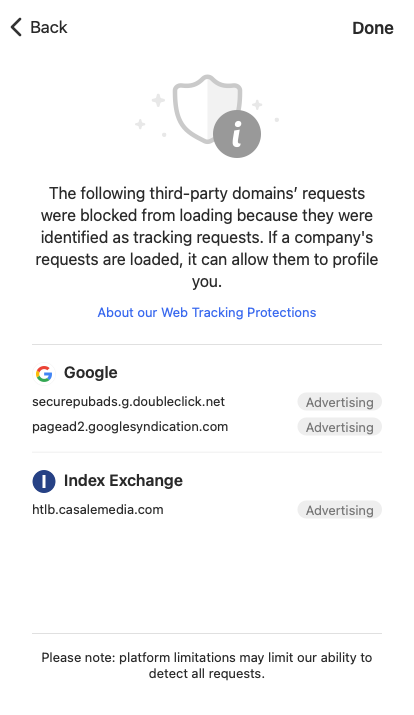 Back
Done
The following third-party domains’ requests
were blocked from loading because they were
identified as tracking requests. If a company's
requests are loaded, it can allow them to profile
you.
About our Web Tracking Protections
Google
securepubads.g.doubleclick.net Advertising
pagead2.googlesyndication.com Advertising
Index Exchange
htlb.casalemedia.com Advertising
Please note: platform limitations may limit our ability to
detect all requests.